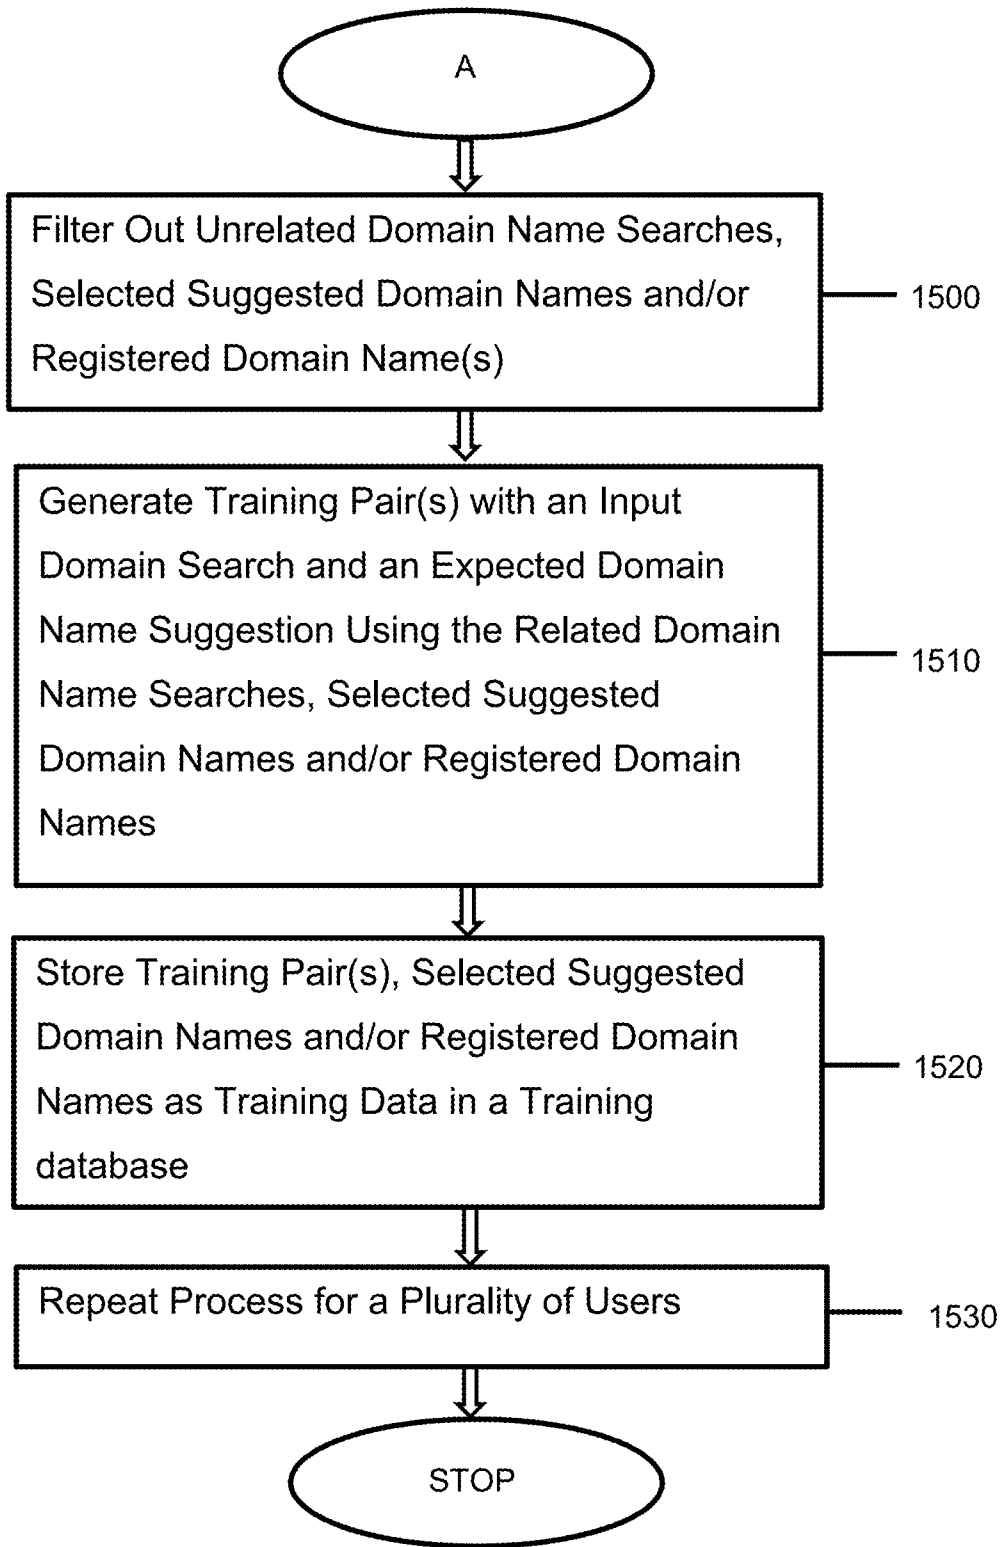 A
Filter Out Unrelated Domain Name Searches,
Selected Suggested Domain Names and/or
Registered Domain Name(s)
1500
Generate Training Pair(s) with an Input
Domain Search and an Expected Domain
Name Suggestion Using the Related Domain
Name Searches, Selected Suggested
Domain Names and/or Registered Domain
Names
1510
Store Training Pair(s), Selected Suggested
Domain Names and/or Registered Domain
Names as Training Data in a Training
database
1520
Repeat Process for a Plurality of Users
1530
STOP